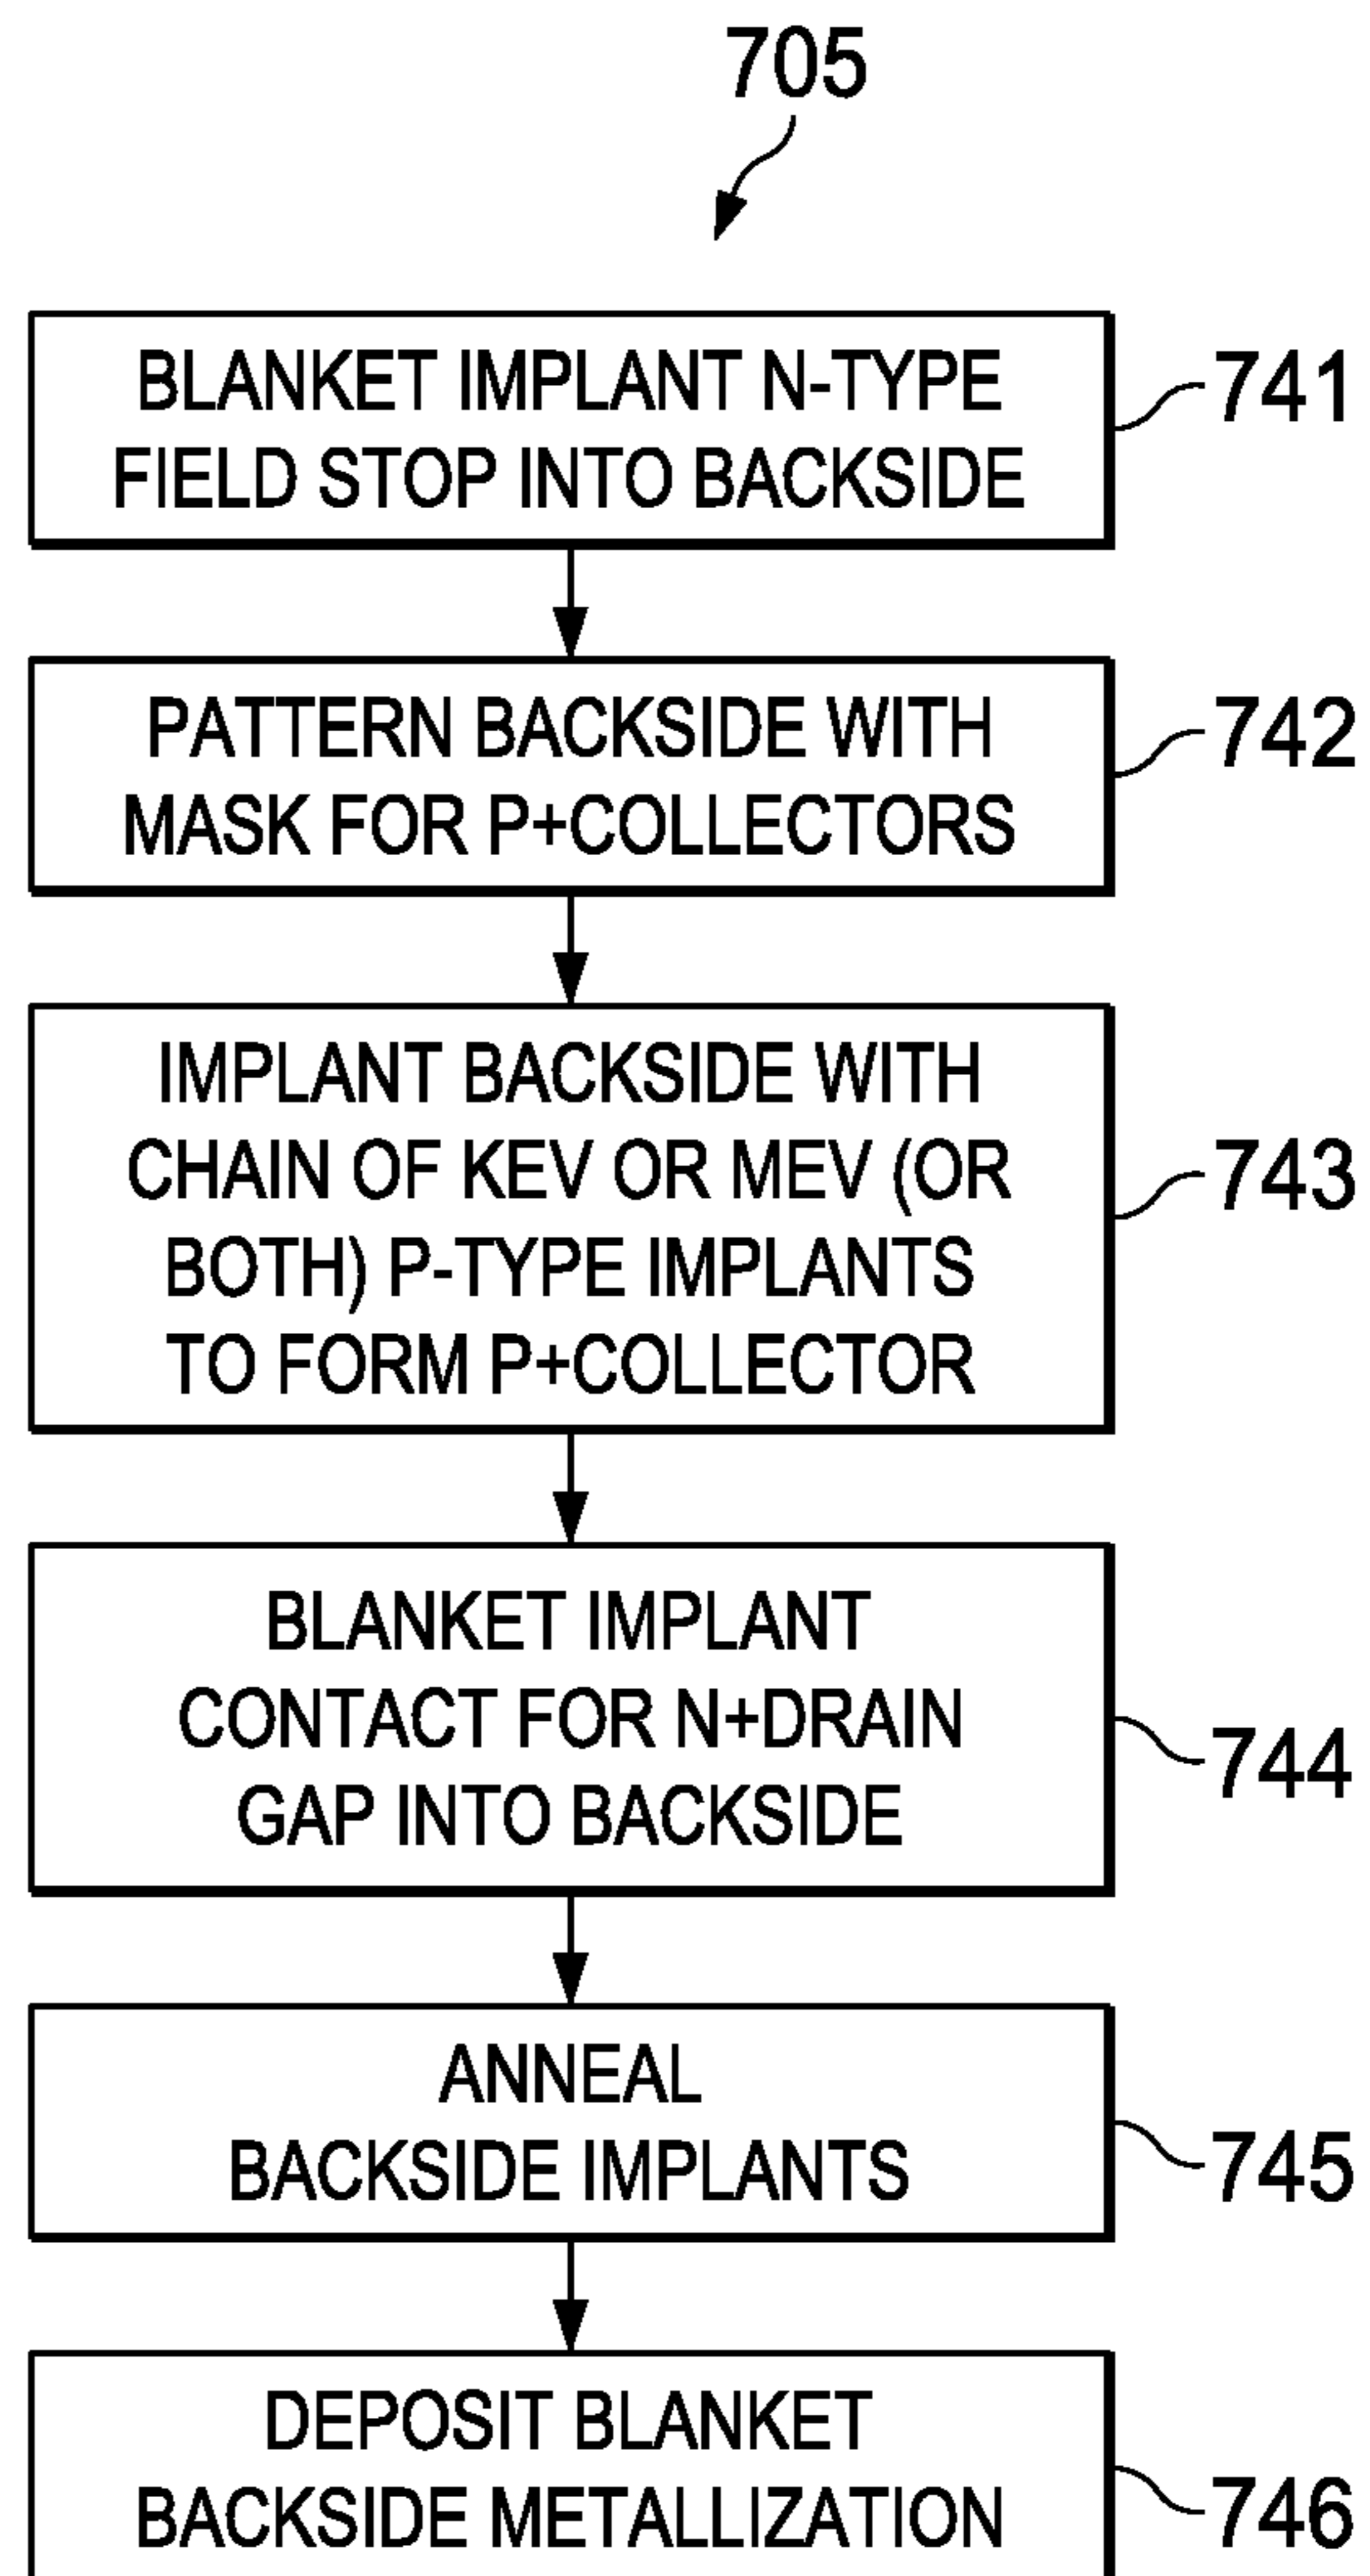 705
BLANKET IMPLANT N-TYPE
FIELD STOP INTO BACKSIDE
741
PATTERN BACKSIDE WITH
MASK FOR P+COLLECTORS
742
IMPLANT BACKSIDE WITH
CHAIN OF KEV OR MEV (OR
BOTH) P-TYPE IMPLANTS
TO FORM P+COLLECTOR
743
BLANKET IMPLANT
CONTACT FOR N+DRAIN
GAP INTO BACKSIDE
744
ANNEAL
BACKSIDE IMPLANTS
745
DEPOSIT BLANKET
BACKSIDE METALLIZATION
746